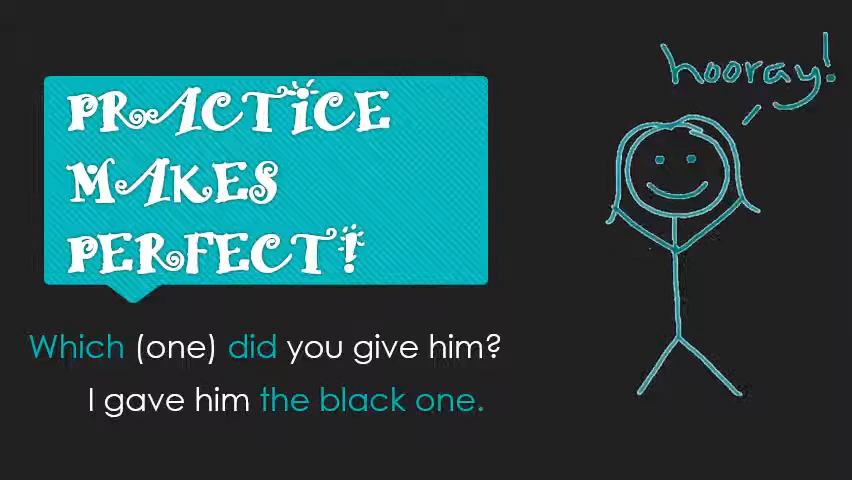 PRACTICE
MAKES
PERFECT!
hooray!
Which (one) did you give him?
I gave him the black one.